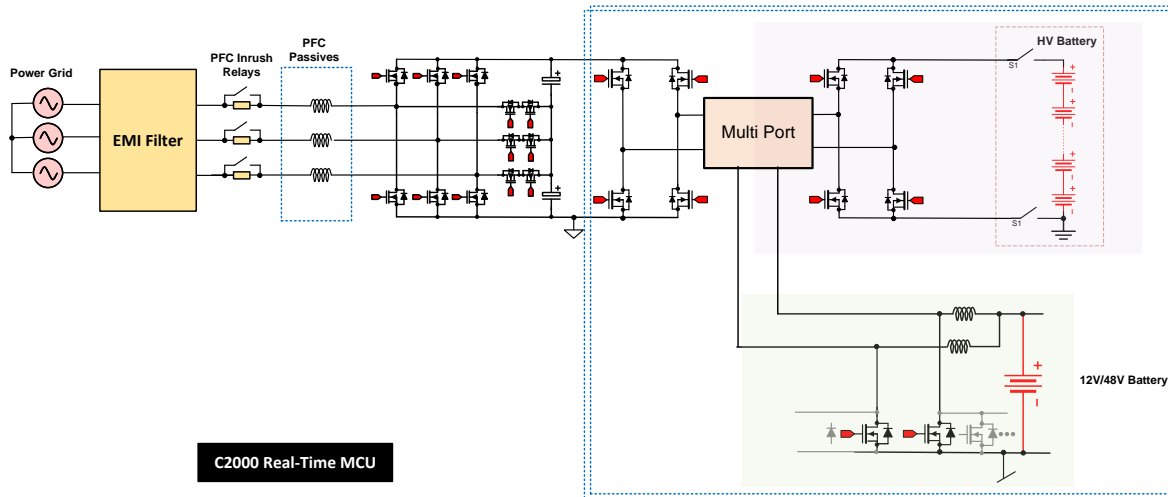 Power Grid
EMI Filter
PFC Inrush
Relays
PFC
Passives
Multi Port
HV Battery
S1
S1
12V/48V Battery
C2000 Real-Time MCU